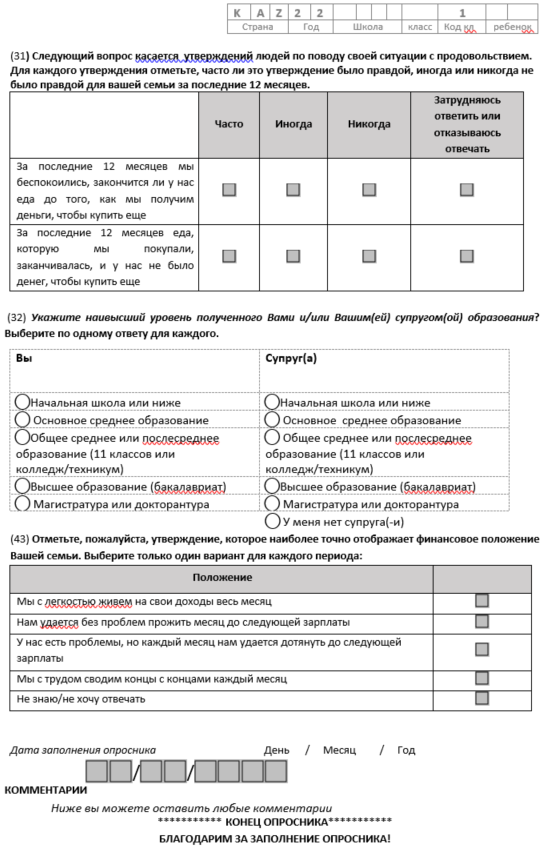 K A Z 2 2 1
Страна Год Школа класс Код кл ребенок
(31) Следующий вопрос касается утверждений людей по поводу своей ситуации с продовольствием.
Для каждого утверждения отметьте, часто ли это утверждение было правдой, иногда или никогда не
было правдой для вашей семьи за последние 12 месяцев.
Часто Иногда Никогда Затрудняюсь
ответить или
отказываюсь
отвечать
За последние 12 месяцев мы
беспокоились, закончится ли у нас
еда до того, как мы получим
деньги, чтобы купить еще
За последние 12 месяцев еда,
которую мы покупали,
заканчивалась, и у нас не было
денег, чтобы купить еще
(32) Укажите наивысший уровень полученного Вами и/или Вашим(ей) супругом(ой) образования?
Выберите по одному ответу для каждого.
Вы Супруг(а)
Начальная школа или ниже Начальная школа или ниже
Основное среднее образование Основное среднее образование
Общее среднее или послесреднее Общее среднее или послесреднее
образование (11 классов или образование (11 классов или
колледж/техникум) колледж/техникум)
Высшее образование (бакалавриат) Высшее образование (бакалавриат)
Магистратура или докторантура Магистратура или докторантура
У меня нет супруга(-и)
(43) Отметьте, пожалуйста, утверждение, которое наиболее точно отображает финансовое положение
Вашей семьи. Выберите только один вариант для каждого периода:
Положение
Мы с легкостью живем на свои доходы весь месяц
Нам удается без проблем прожить месяц до следующей зарплаты
У нас есть проблемы, но каждый месяц нам удается дотянуть до следующей
зарплаты
Мы с трудом сводим концы с концами каждый месяц
Не знаю/не хочу отвечать
Дата заполнения опросника День / Месяц / Год
/ /
КОММЕНТАРИИ
Ниже вы можете оставить любые комментарии
*********** КОНЕЦ ОПРОСНИКА***********
БЛАГОДАРИМ ЗА ЗАПОЛНЕНИЕ ОПРОСНИКА!